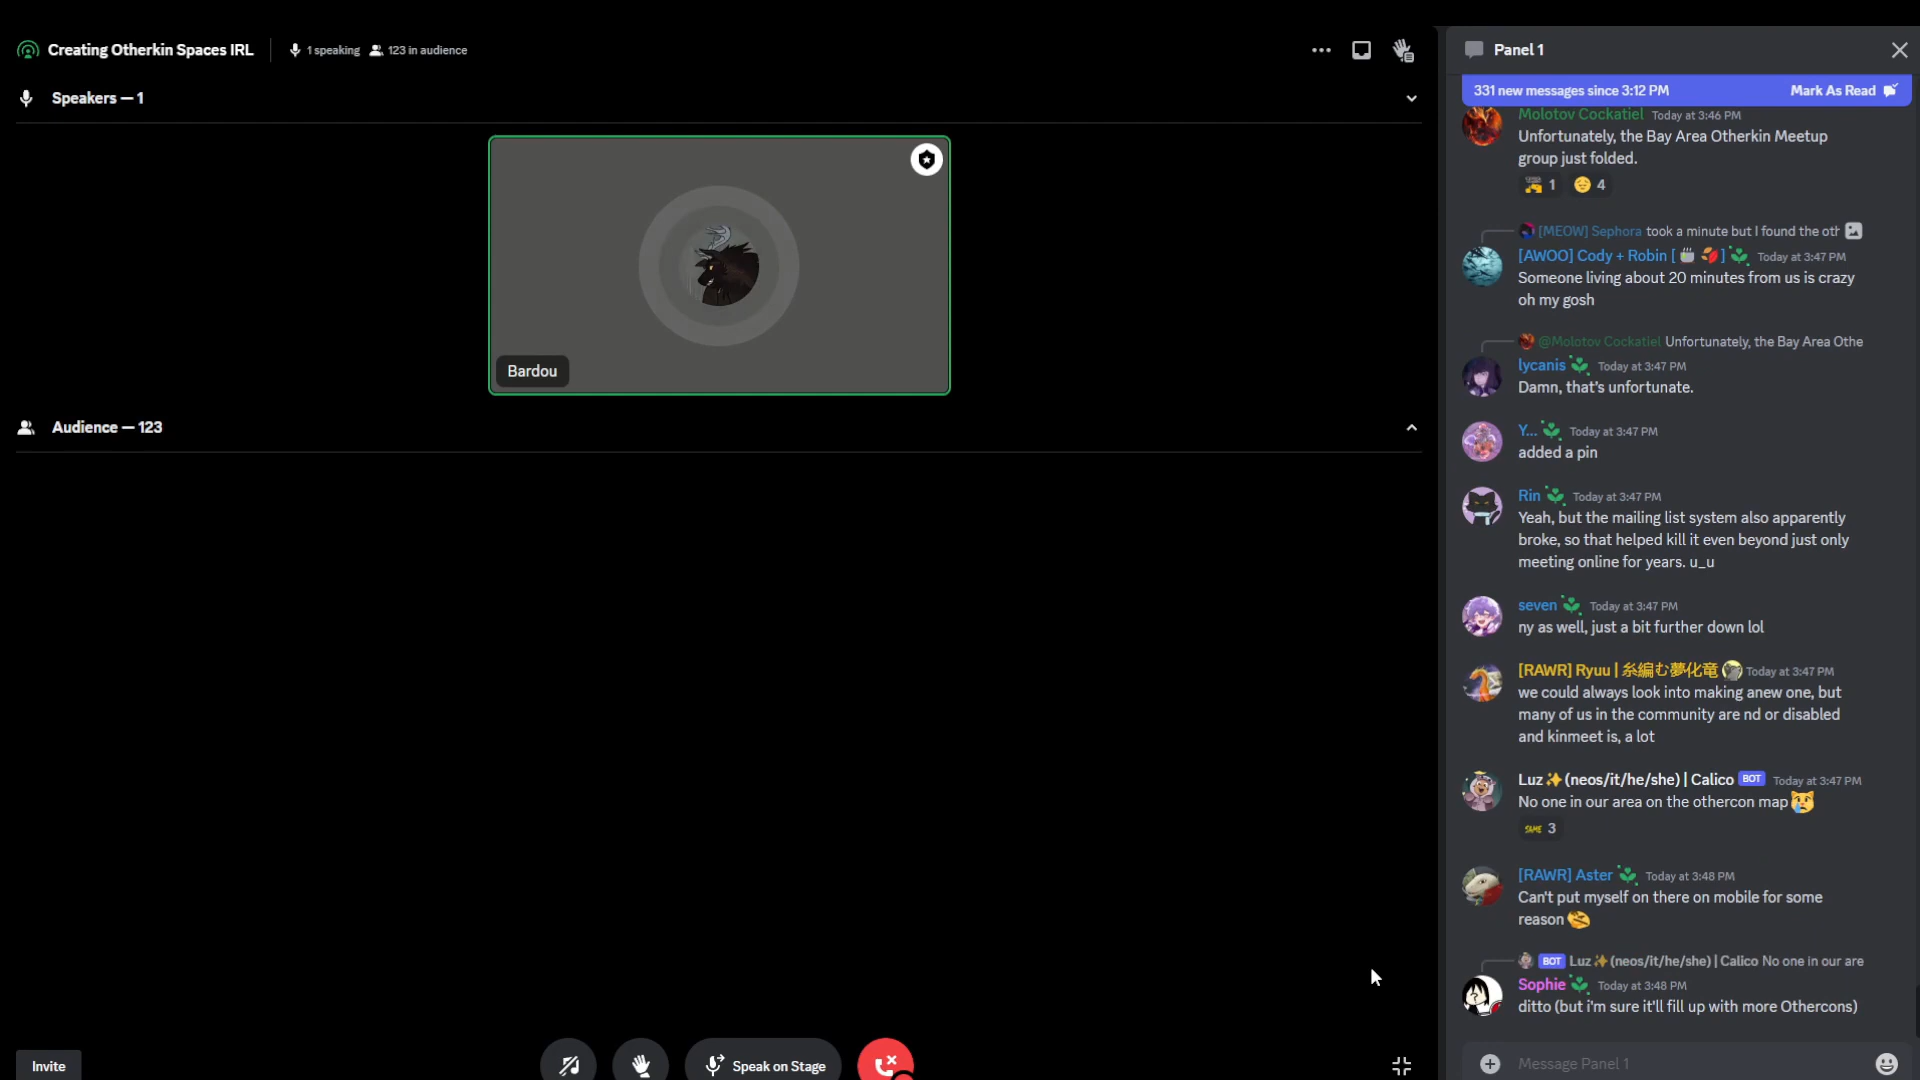 Creating Otherkin Spaces IRL
1 speaking 123 in audience
Speakers — 1
Bardou
Audience — 123
Invite
Speak on Stage
Panel 1
331 new messages since 3:12 PM Mark As Read
Molotov Cockatiel Today at 3:46 PM
Unfortunately, the Bay Area Otherkin Meetup
group just folded.
1 4
[MEOW] Sephora took a minute but I found the oth
[AWOO] Cody + Robin [ ] Today at 3:47 PM
Someone living about 20 minutes from us is crazy
oh my gosh
@Molotov Cockatiel Unfortunately, the Bay Area Othe
lycanis Today at 3:47 PM
Damn, that's unfortunate.
Y... Today at 3:47 PM
added a pin
Rin Today at 3:47 PM
Yeah, but the mailing list system also apparently
broke, so that helped kill it even beyond just only
meeting online for years. u_u
seven Today at 3:47 PM
ny as well, just a bit further down lol
[RAWR] Ryuu | 糸編む夢化竜 Today at 3:47 PM
we could always look into making anew one, but
many of us in the community are nd or disabled
and kinmeet is, a lot
Luz✨(neos/it/he/she) | Calico BOT Today at 3:47 PM
No one in our area on the othercon map😿
SAME 3
[RAWR] Aster Today at 3:48 PM
Can't put myself on there on mobile for some
reason
BOT Luz✨(neos/it/he/she) | Calico No one in our are
Sophie Today at 3:48 PM
ditto (but i'm sure it'll fill up with more Othercons)
Message Panel 1